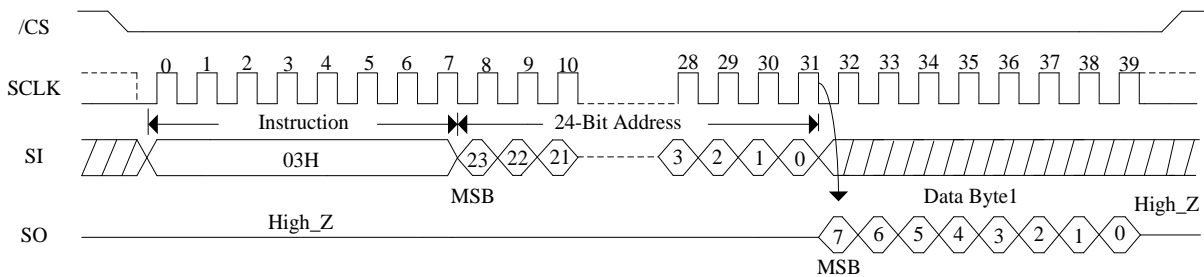 /CS
0 1 2 3 4 5 6 7 8 9 10 28 29 30 31 32 33 34 35 36 37 38 39
SCLK
Instruction 24-Bit Address
SI 03H 23 22 21 3 2 1 0
MSB Data Byte1
High_Z High_Z
SO 7 6 5 4 3 2 1 0
MSB